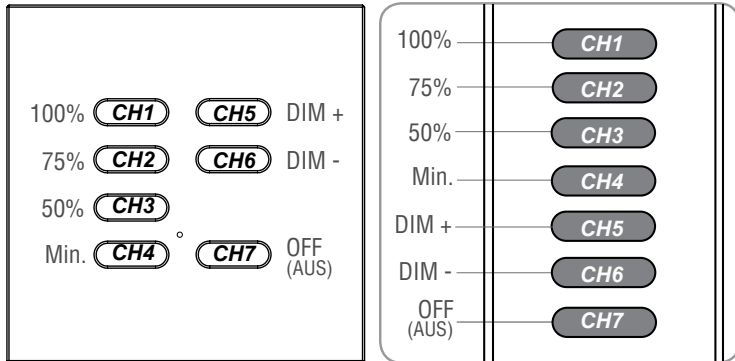 100% CH1 CH5 DIM +
75% CH2 CH6 DIM -
50% CH3
Min. CH4 CH7 OFF
(AUS)
100% CH1
75% CH2
50% CH3
Min. CH4
DIM + CH5
DIM - CH6
OFF
(AUS) CH7